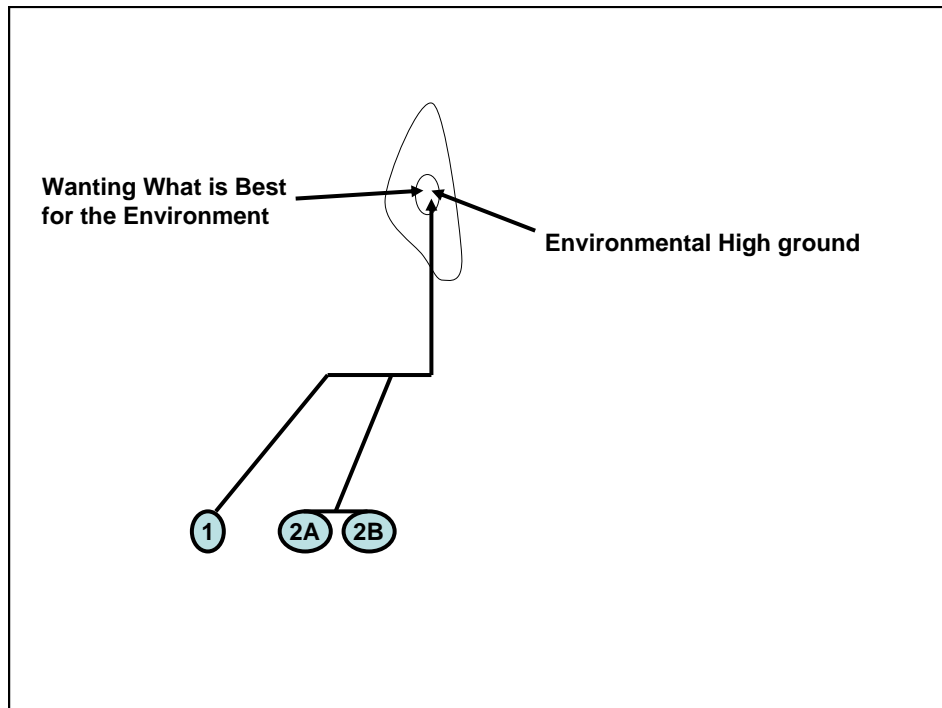 Wanting What is Best
for the Environment
Environmental High ground
1
2A
2B